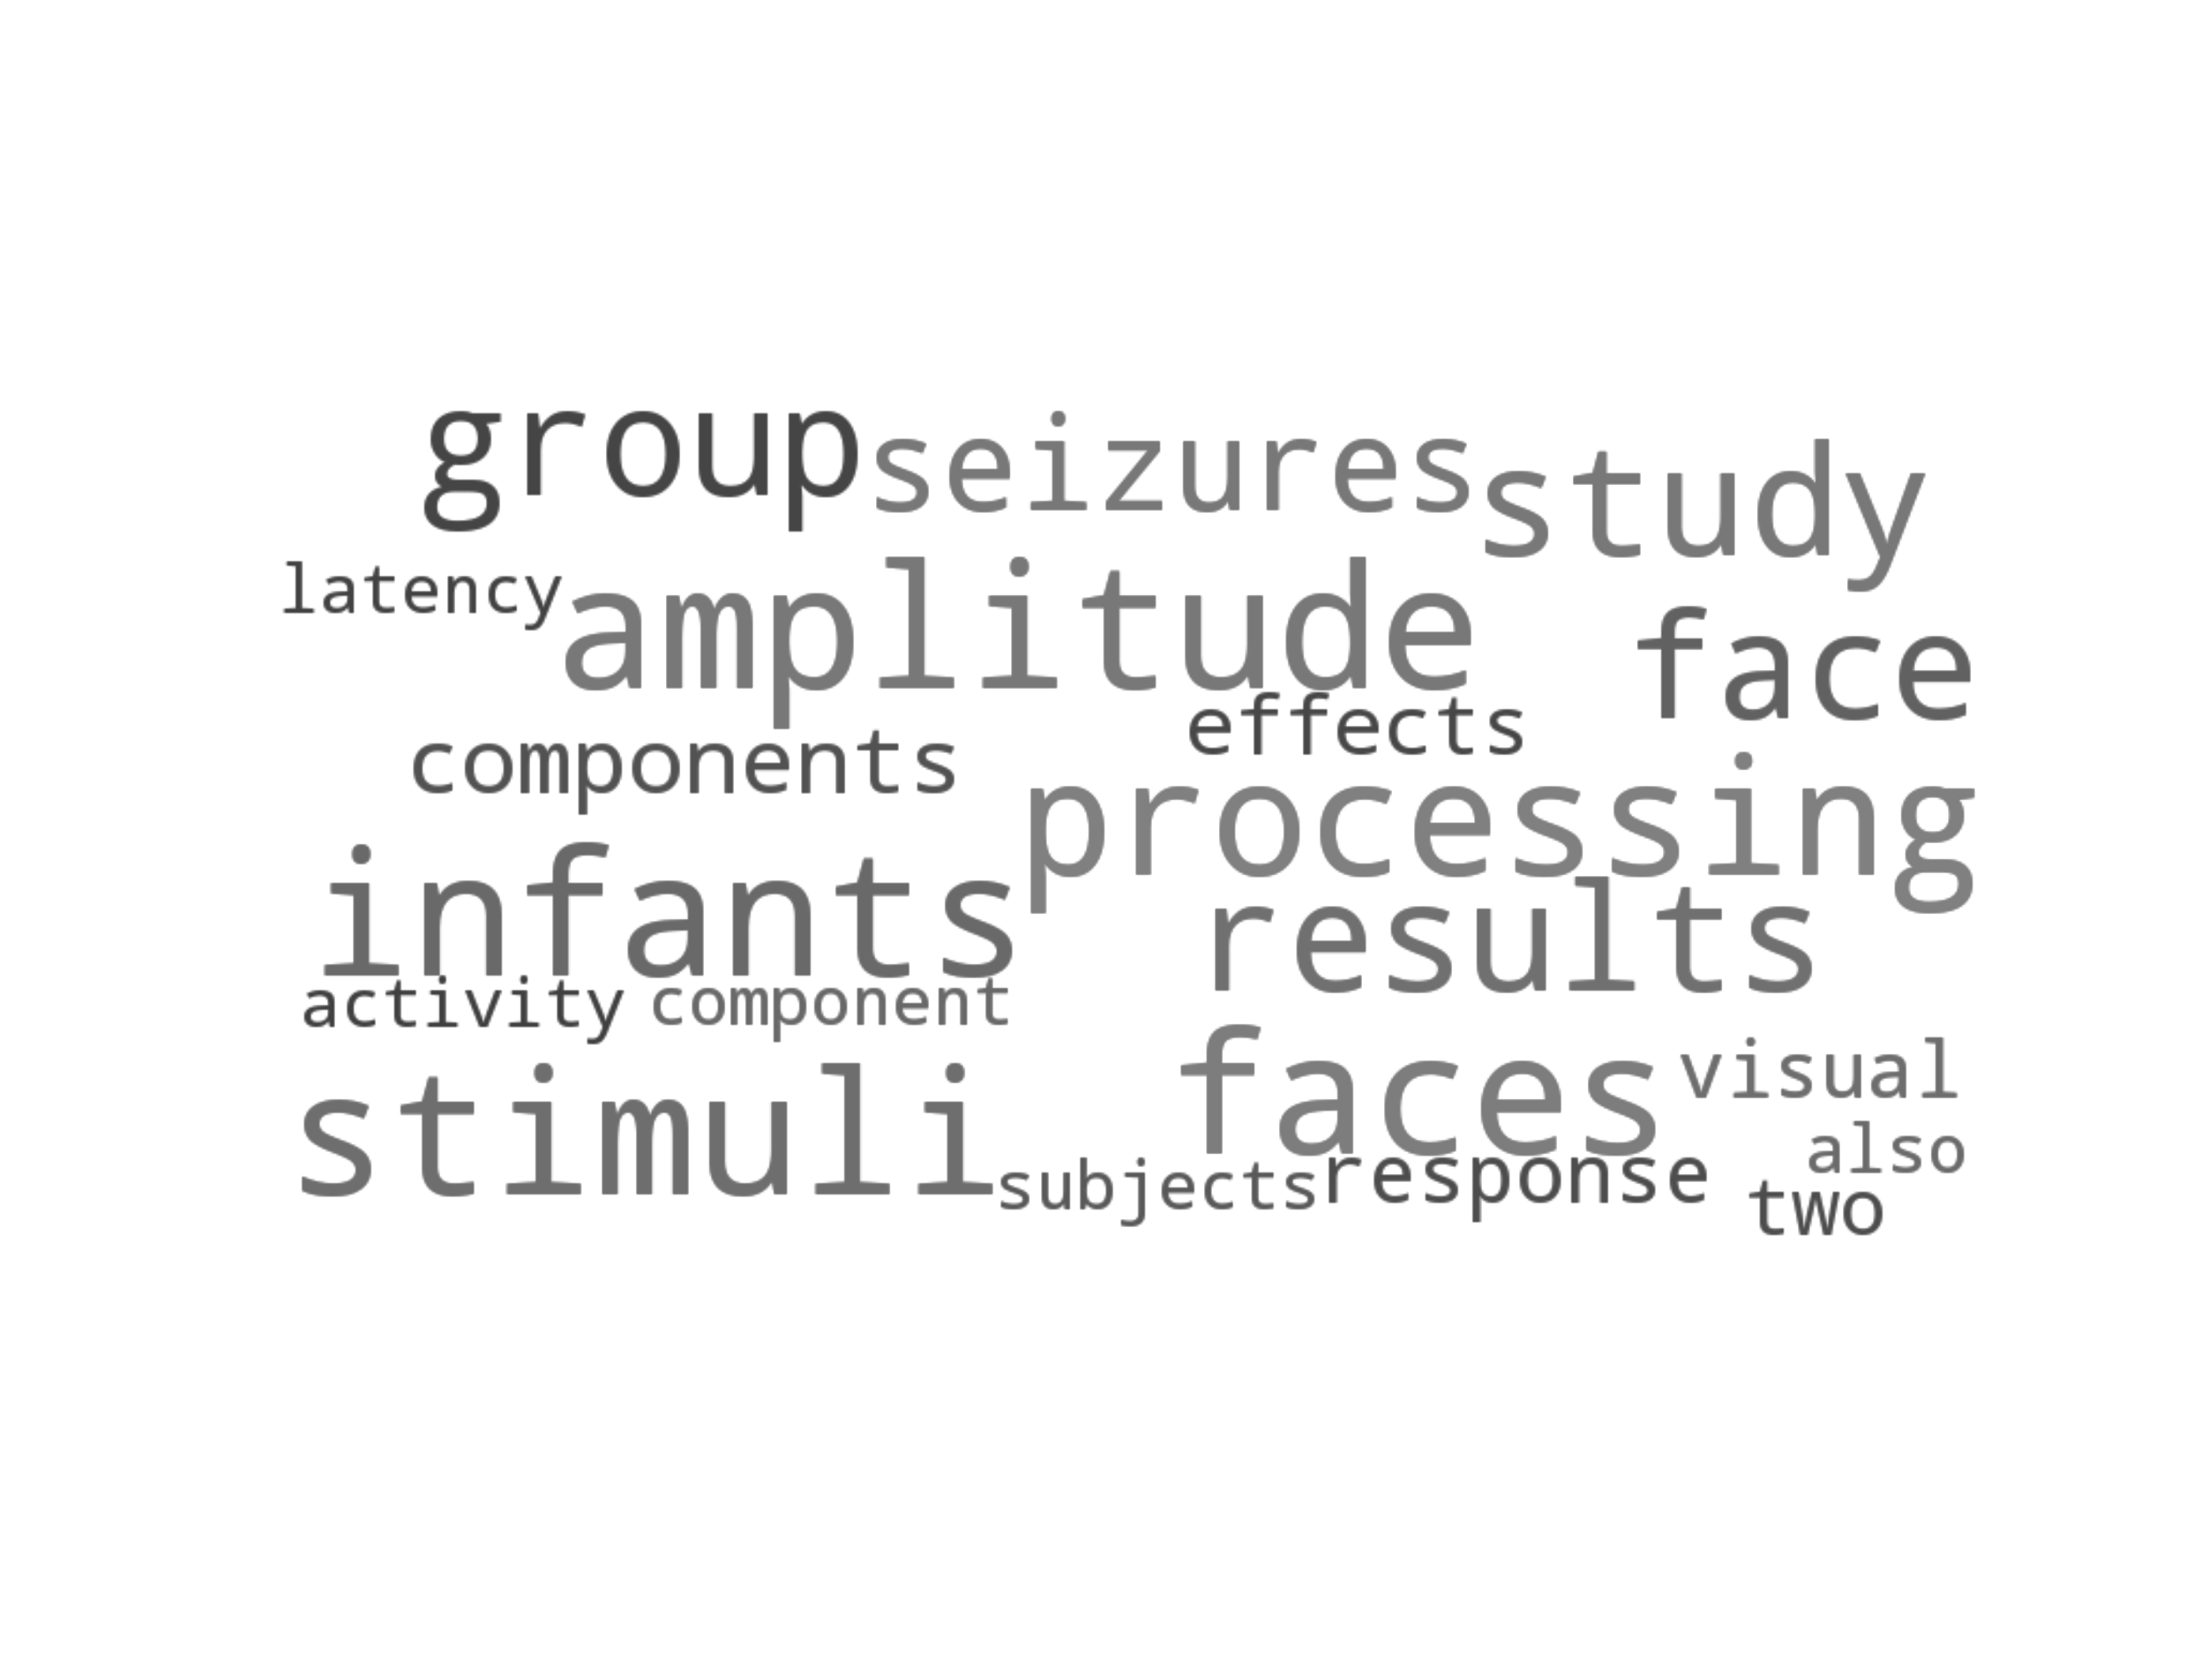 group seizures study
latency amplitude face
effects
components processing
infants results
activity component
faces visual
stimuli also
subjects response two